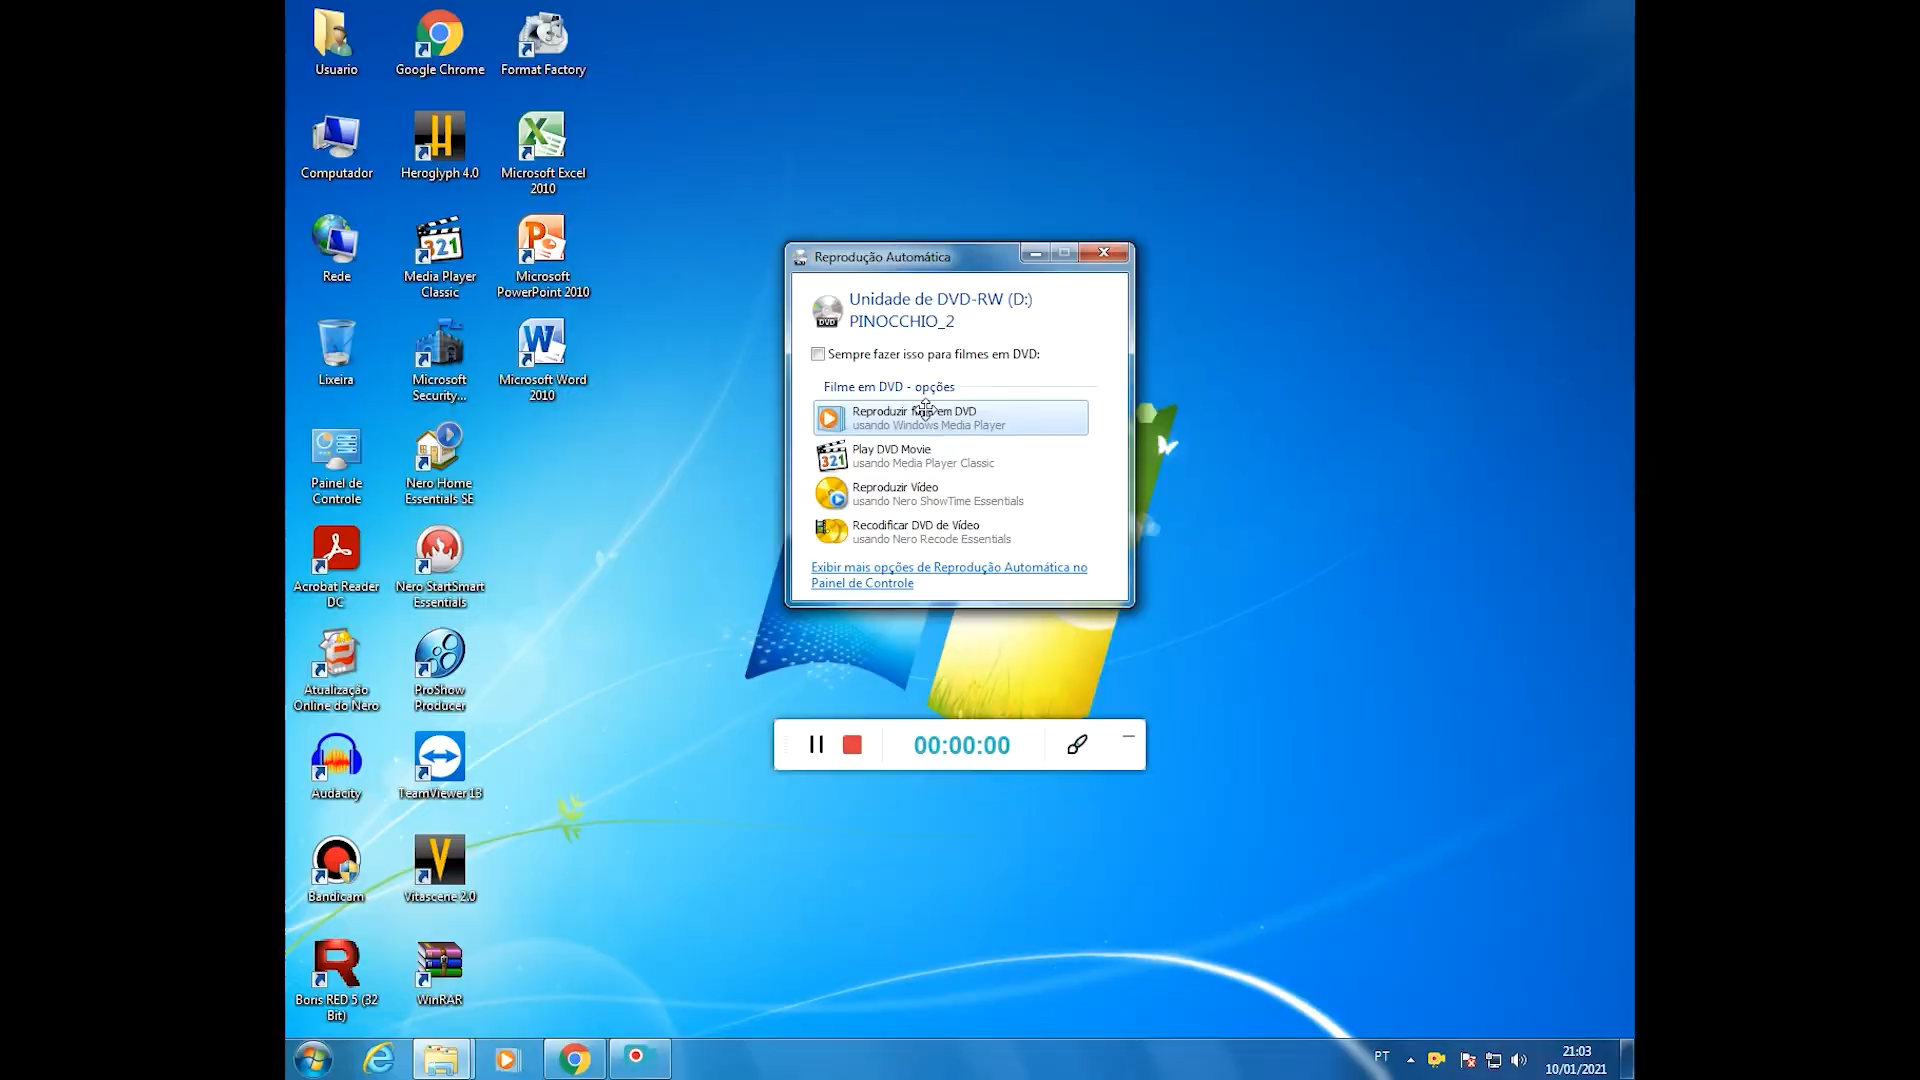 Usuario
Google Chrome
Format Factory
Computador
Heroglyph 4.0
Microsoft Excel
2010
Rede
Media Player
Classic
Microsoft
PowerPoint 2010
Lixeira
Microsoft
Security...
Microsoft Word
2010
Painel de
Controle
Nero Home
Essentials SE
Acrobat Reader
DC
Nero StartSmart
Essentials
Atualização
Online do Nero
ProShow
Producer
Audacity
TeamViewer 13
Bandicam
Vitascene 2.0
Boris RED 5 (32
Bit)
WinRAR
Reprodução Automática
Unidade de DVD-RW (D:)
PINOCCHIO_2
DVD
Sempre fazer isso para filmes em DVD:
Filme em DVD - opções
Reproduzir em DVD
usando Windows Media Player
321
Play DVD Movie
usando Media Player Classic
Reproduzir Vídeo
usando Nero ShowTime Essentials
Recodificar DVD de Vídeo
usando Nero Recode Essentials
Exibir mais opções de Reprodução Automática no
Painel de Controle
00:00:00
PT
21:03
10/01/2021